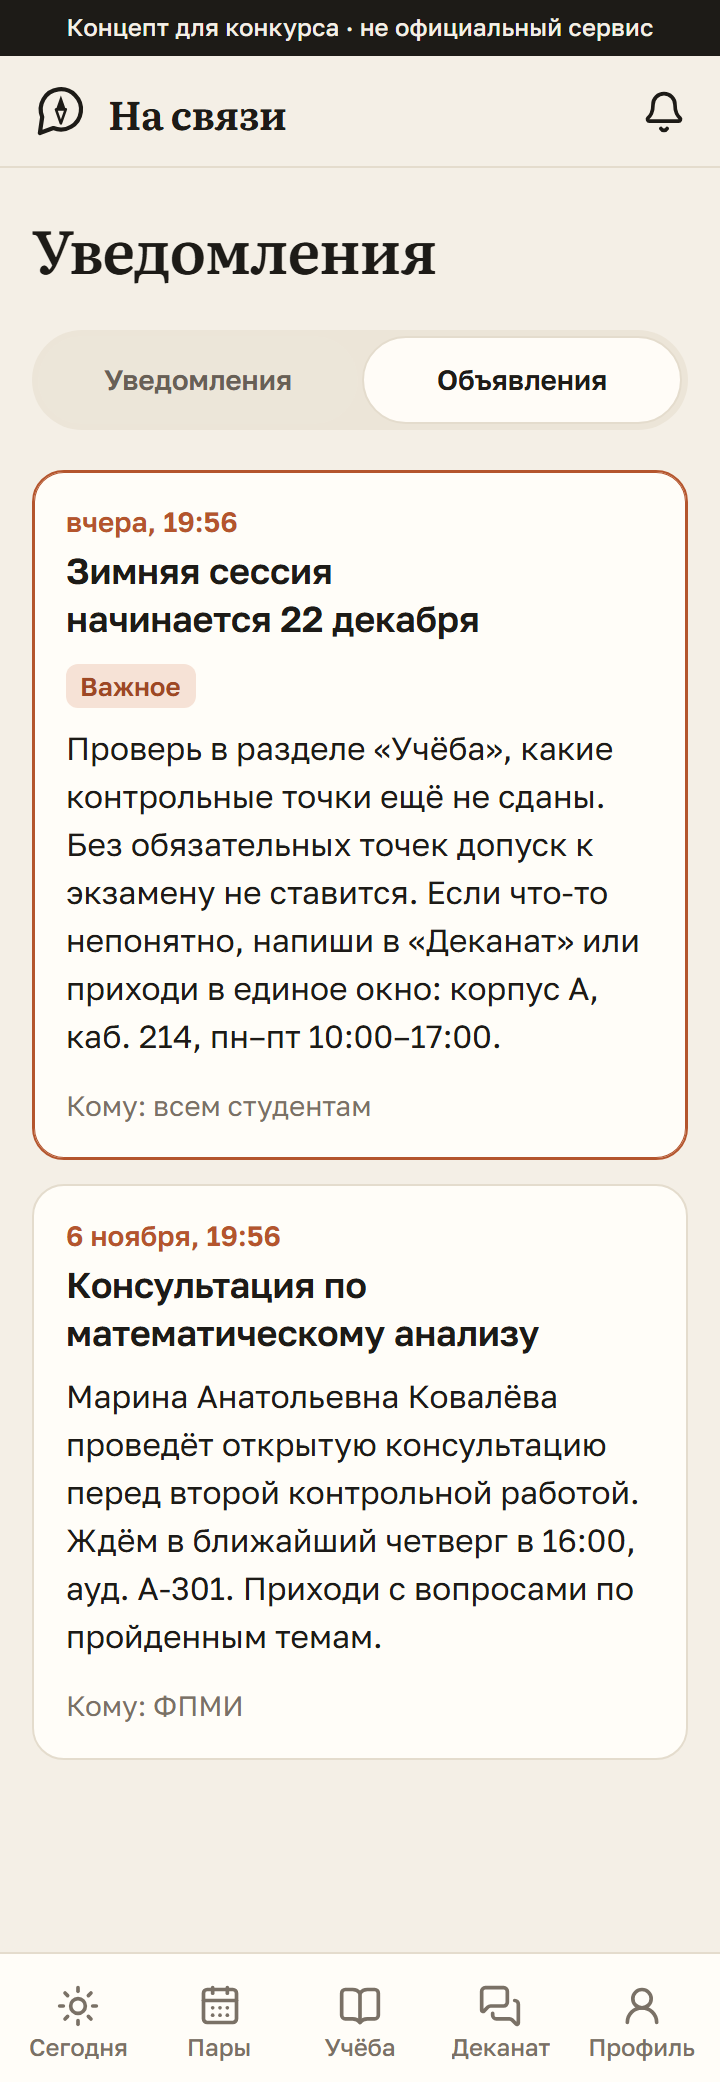 Концепт для конкурса · не официальный сервис
На связи
Уведомления
Уведомления
Объявления
вчера, 19:56
Зимняя сессия
начинается 22 декабря
Важное
Проверь в разделе «Учёба», какие
контрольные точки ещё не сданы.
Без обязательных точек допуск к
экзамену не ставится. Если что-то
непонятно, напиши в «Деканат» или
приходи в единое окно: корпус А,
каб. 214, пн–пт 10:00–17:00.
Кому: всем студентам
6 ноября, 19:56
Консультация по
математическому анализу
Марина Анатольевна Ковалёва
проведёт открытую консультацию
перед второй контрольной работой.
Ждём в ближайший четверг в 16:00,
ауд. А-301. Приходи с вопросами по
пройденным темам.
Кому: ФПМИ
Сегодня
Пары
Учёба
Деканат
Профиль